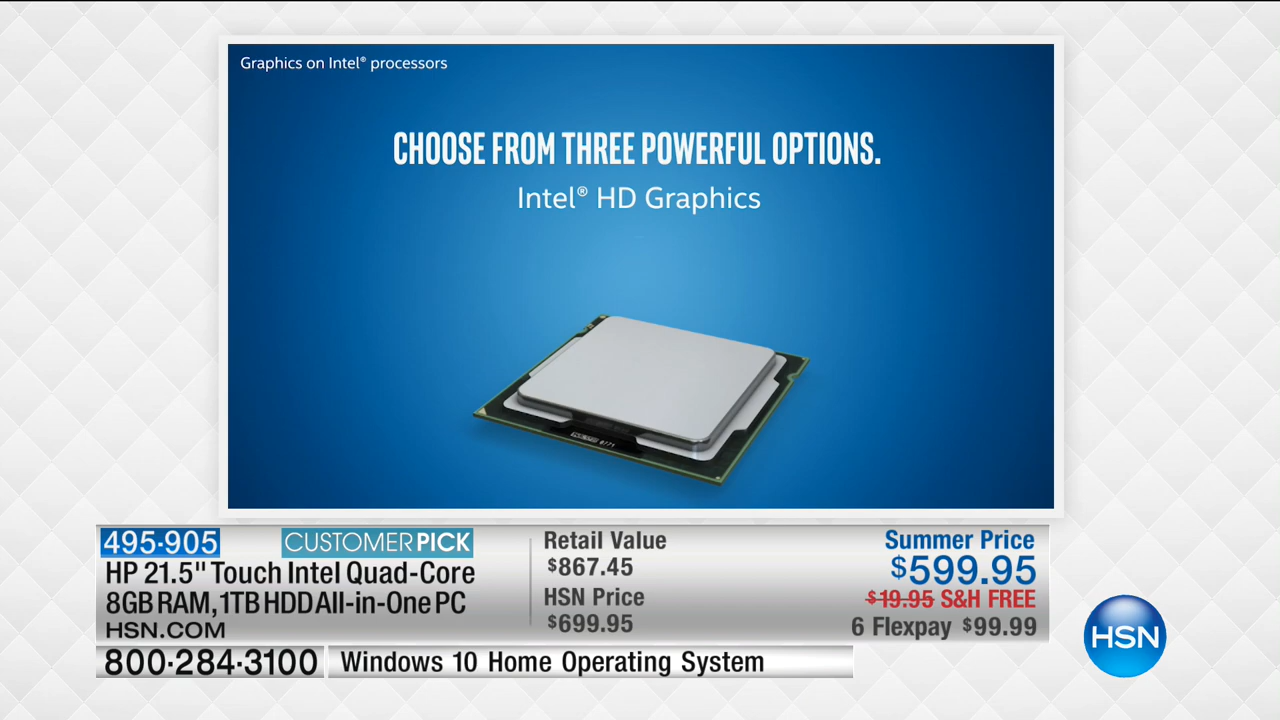 Graphics on Intel® processors
CHOOSE FROM THREE POWERFUL OPTIONS.
Intel® HD Graphics
495-905 CUSTOMERPICK
HP 21.5" Touch Intel Quad-Core
8GB RAM, 1TB HDD All-in-One PC
HSN.COM
Retail Value
$867.45
HSN Price
$699.95
Summer Price
$599.95
$19.95 S&H FREE
6 Flexpay $99.99
HSN
800-284-3100 Windows 10 Home Operating System